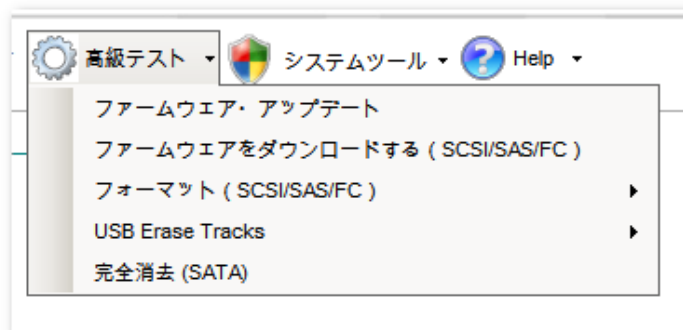 高級テスト システムツール Help
ファームウェア・アップデート
ファームウェアをダウンロードする ( SCSI/SAS/FC )
フォーマット ( SCSI/SAS/FC )
USB Erase Tracks
完全消去 (SATA)